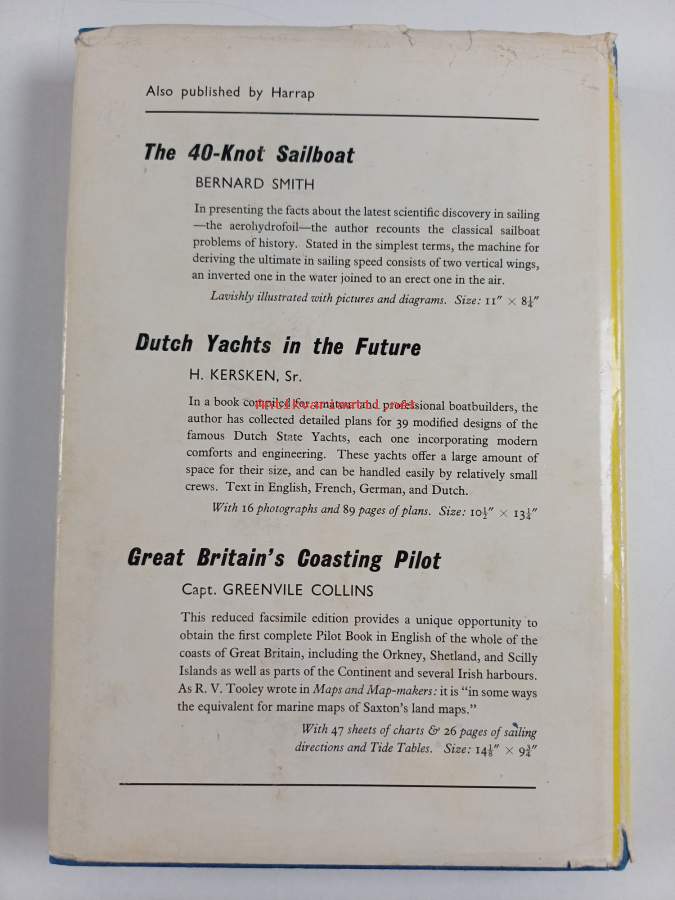 Also published by Harrap
The 40-Knot Sailboat
BERNARD SMITH
In presenting the facts about the latest scientific discovery in sailing
—the aerohydrofoil—the author recounts the classical sailboat
problems of history. Stated in the simplest terms, the machine for
deriving the ultimate in sailing speed consists of two vertical wings,
an inverted one in the water joined to an erect one in the air.
Lavishly illustrated with pictures and diagrams. Size: 11″ × 8¼″
Dutch Yachts in the Future
H. KERSKEN, Sr.
In a book compiled for amateur and professional boatbuilders, the
author has collected detailed plans for 39 modified designs of the
famous Dutch State Yachts, each one incorporating modern
comforts and engineering. These yachts offer a large amount of
space for their size, and can be handled easily by relatively small
crews. Text in English, French, German, and Dutch.
With 16 photographs and 89 pages of plans. Size: 10½″ × 13¼″
Great Britain's Coasting Pilot
Capt. GREENVILE COLLINS
This reduced facsimile edition provides a unique opportunity to
obtain the first complete Pilot Book in English of the whole of the
coasts of Great Britain, including the Orkney, Shetland, and Scilly
Islands as well as parts of the Continent and several Irish harbours.
As R. V. Tooley wrote in Maps and Map-makers: it is "in some ways
the equivalent for marine maps of Saxton's land maps."
With 47 sheets of charts & 26 pages of sailing
directions and Tide Tables. Size: 14⅛″ × 9¾″